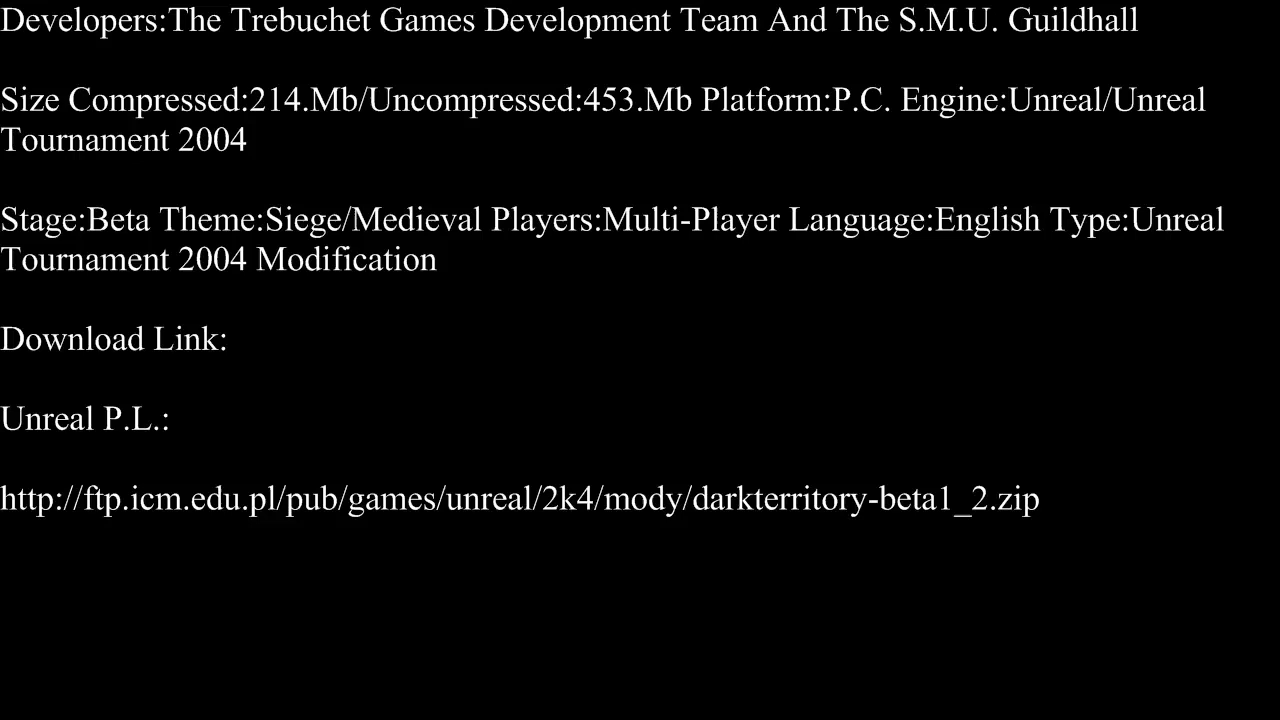 Developers:The Trebuchet Games Development Team And The S.M.U. Guildhall
Size Compressed:214.Mb/Uncompressed:453.Mb Platform:P.C. Engine:Unreal/Unreal
Tournament 2004
Stage:Beta Theme:Siege/Medieval Players:Multi-Player Language:English Type:Unreal
Tournament 2004 Modification
Download Link:
Unreal P.L.:
http://ftp.icm.edu.pl/pub/games/unreal/2k4/mody/darkterritory-beta1_2.zip